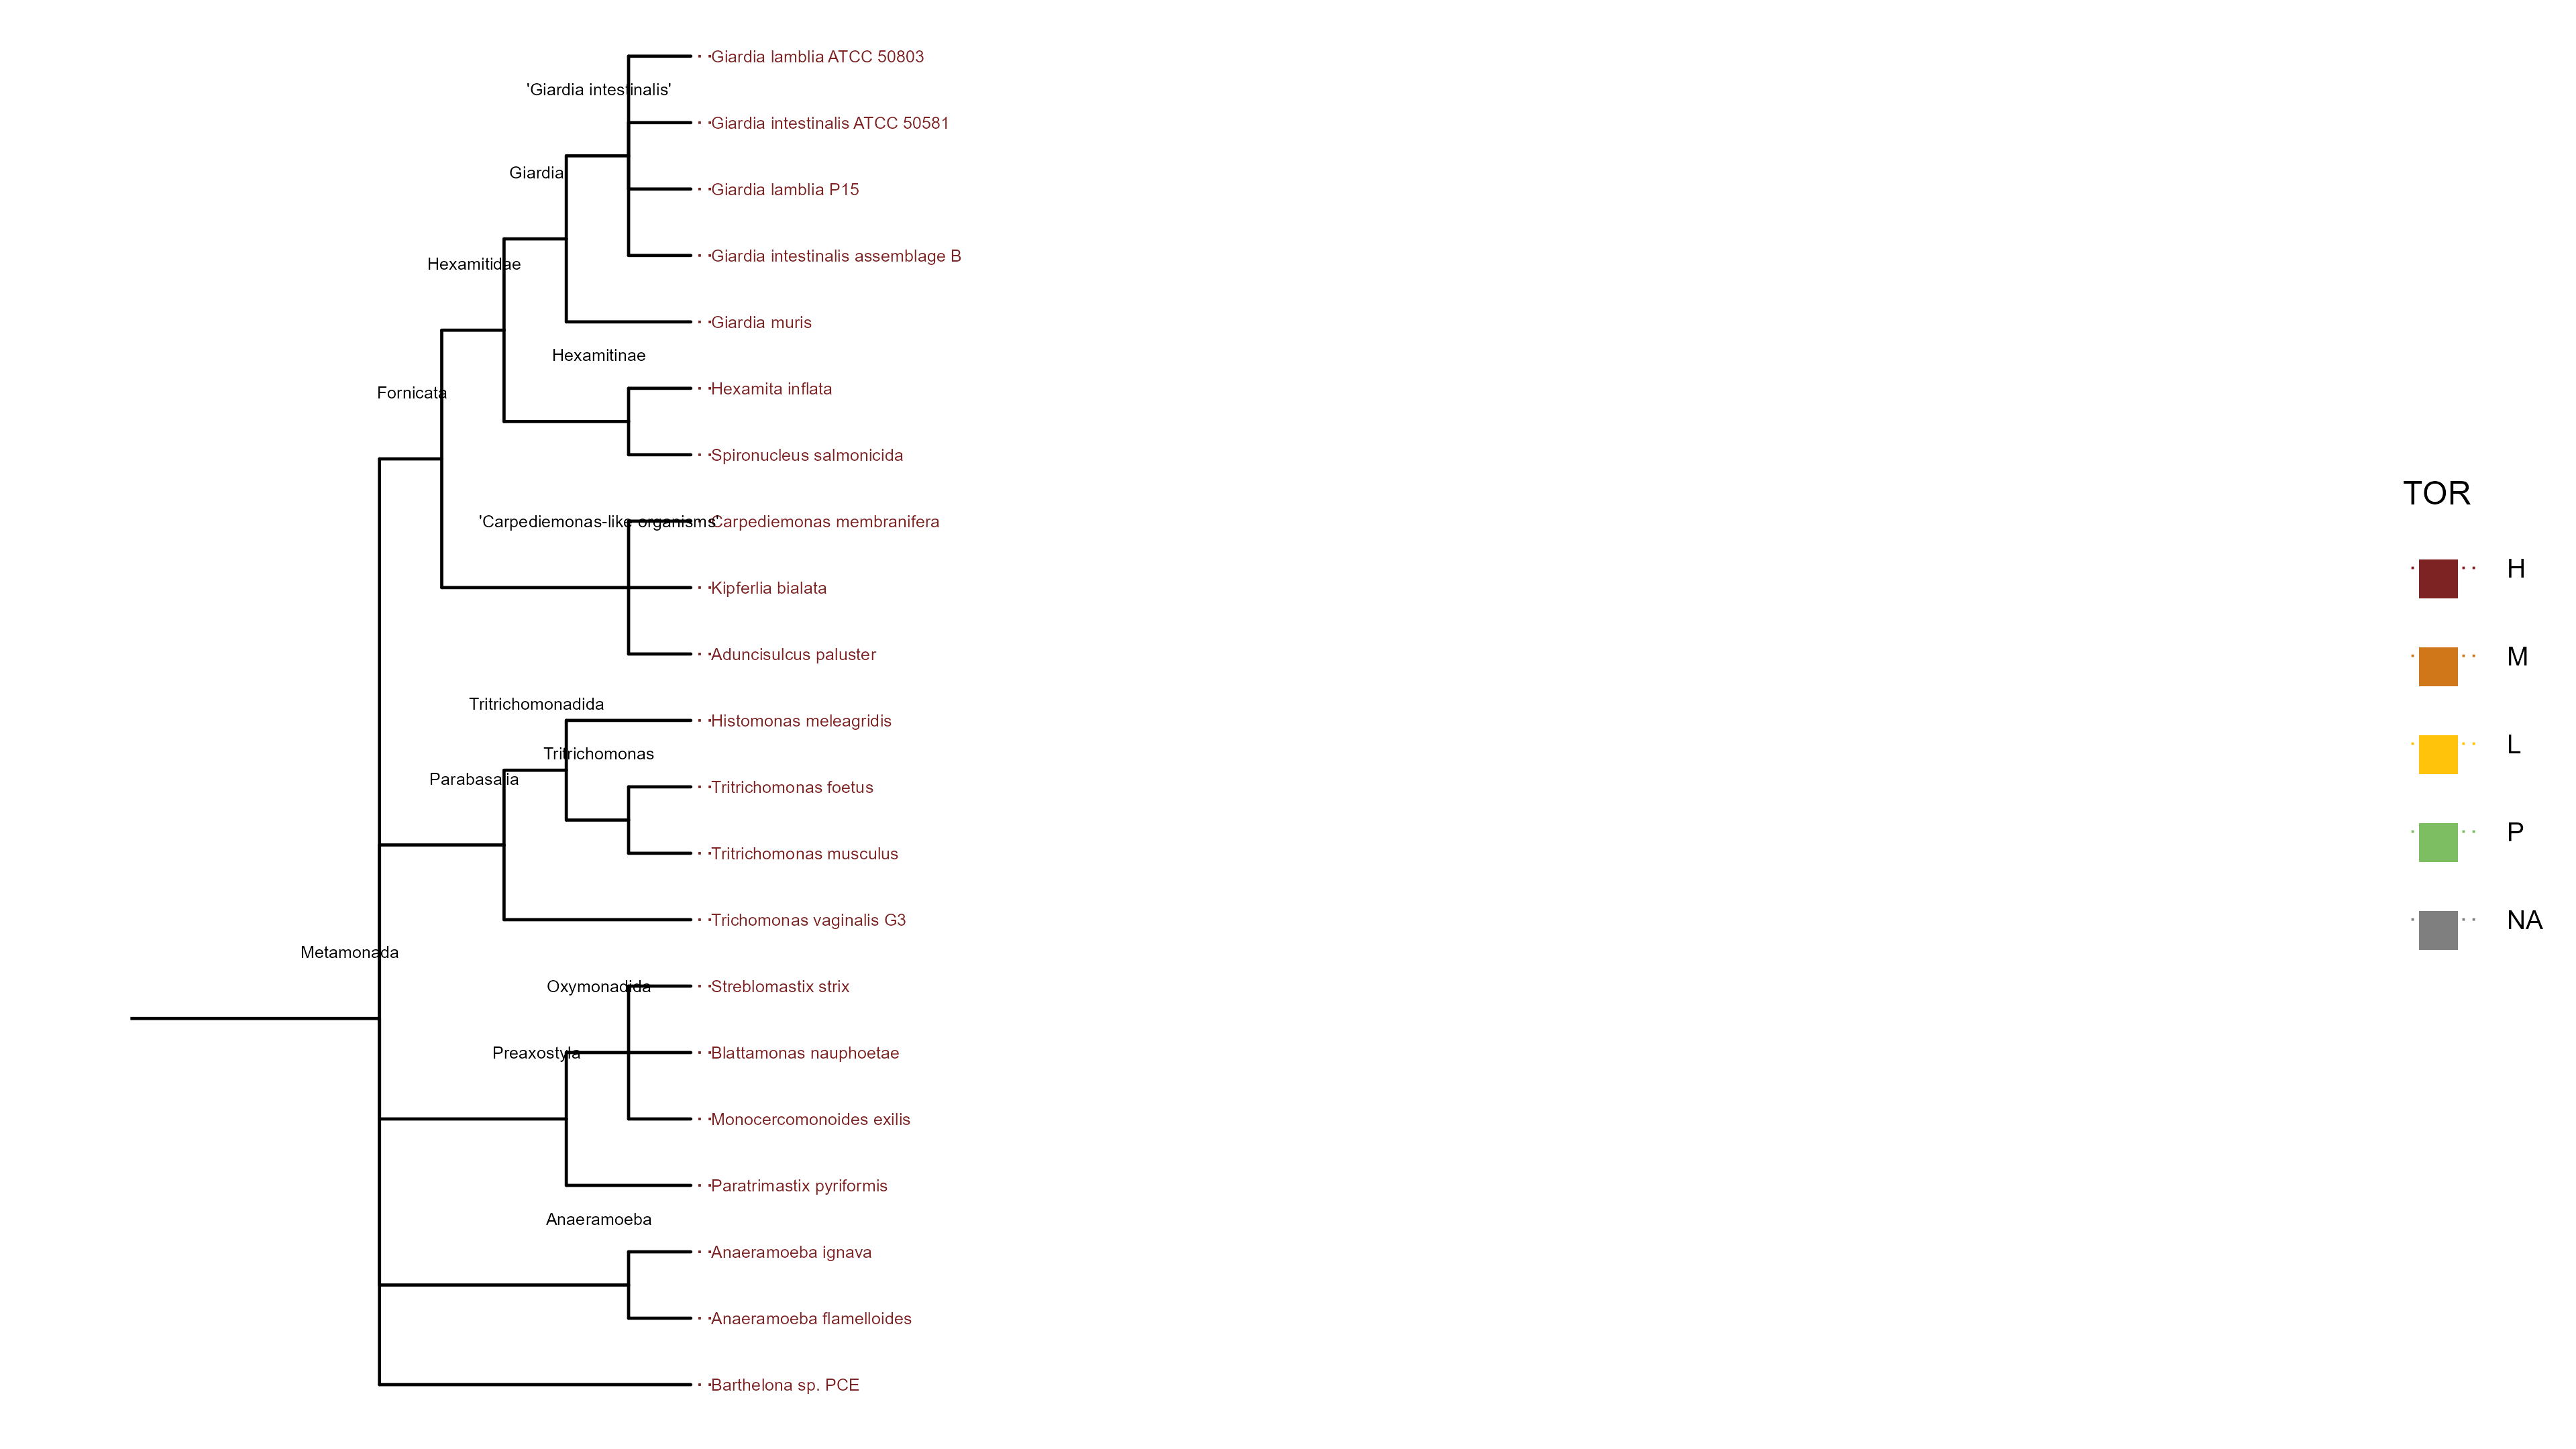 Giardia lamblia ATCC 50803
'Giardia intestinalis'
Giardia intestinalis ATCC 50581
Giardia
Giardia lamblia P15
Hexamitidae
Giardia intestinalis assemblage B
Giardia muris
Hexamitinae
Fornicata
Hexamita inflata
Spironucleus salmonicida
'Carpediemonas-like organisms'
Carpediemonas membranifera
Kipferlia bialata
Aduncisulcus paluster
Tritrichomonadida
Histomonas meleagridis
Tritrichomonas
Parabasalia
Tritrichomonas foetus
Tritrichomonas musculus
Trichomonas vaginalis G3
Metamonada
Oxymonadida
Streblomastix strix
Preaxostyla
Blattamonas nauphoetae
Monocercomonoides exilis
Paratrimastix pyriformis
Anaeramoeba
Anaeramoeba ignava
Anaeramoeba flamelloides
Barthelona sp. PCE
TOR
H
M
L
P
NA